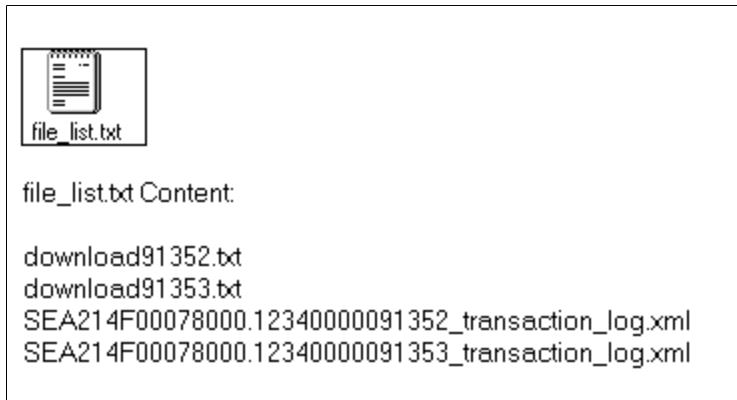 file_list.txt
file_list.txt Content:
download91352.txt
download91353.txt
SEA214F00078000.12340000091352_transaction_log.xml
SEA214F00078000.12340000091353_transaction_log.xml